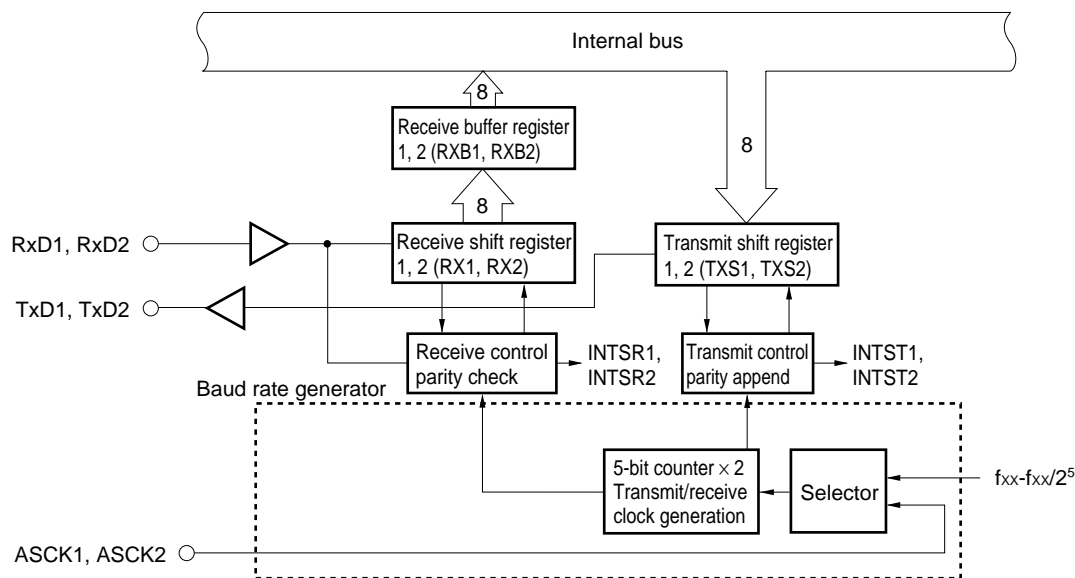 Internal bus
8
Receive buffer register
1, 2 (RXB1, RXB2)
8
8
RxD1, RxD2
Receive shift register
1, 2 (RX1, RX2)
Transmit shift register
1, 2 (TXS1, TXS2)
TxD1, TxD2
Receive control
parity check
INTSR1,
INTSR2
Transmit control
parity append
INTST1,
INTST2
Baud rate generator
5-bit counter × 2
Transmit/receive
clock generation
Selector
fxx-fxx/2⁵
ASCK1, ASCK2